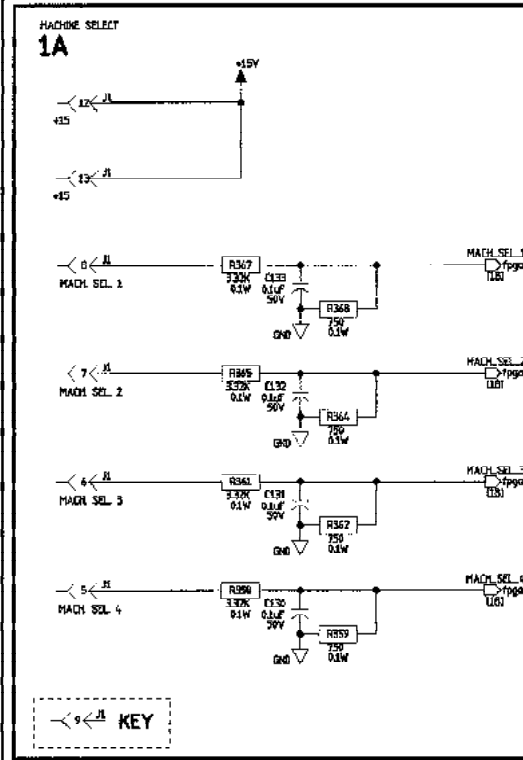 MACHINE SELECT
1A
+15V
12 J1
+15
13 J1
+15
8 J1
MACH. SEL 1
R367
3.32K
0.1W
C133
0.1uF
50V
R368
750
0.1W
GND
MACH_SEL_1
fpga
[18]
7 J1
MACH. SEL 2
R365
3.32K
0.1W
C132
0.1uF
50V
R364
750
0.1W
GND
MACH_SEL_2
fpga
[18]
6 J1
MACH. SEL 3
R361
3.32K
0.1W
C131
0.1uF
50V
R362
750
0.1W
GND
MACH_SEL_3
fpga
[18]
5 J1
MACH SEL 4
3.32K
0.1W
C130
0.1uF
50V
R359
750
0.1W
GND
MACH_SEL_4
fpga
[18]
9 J1 KEY